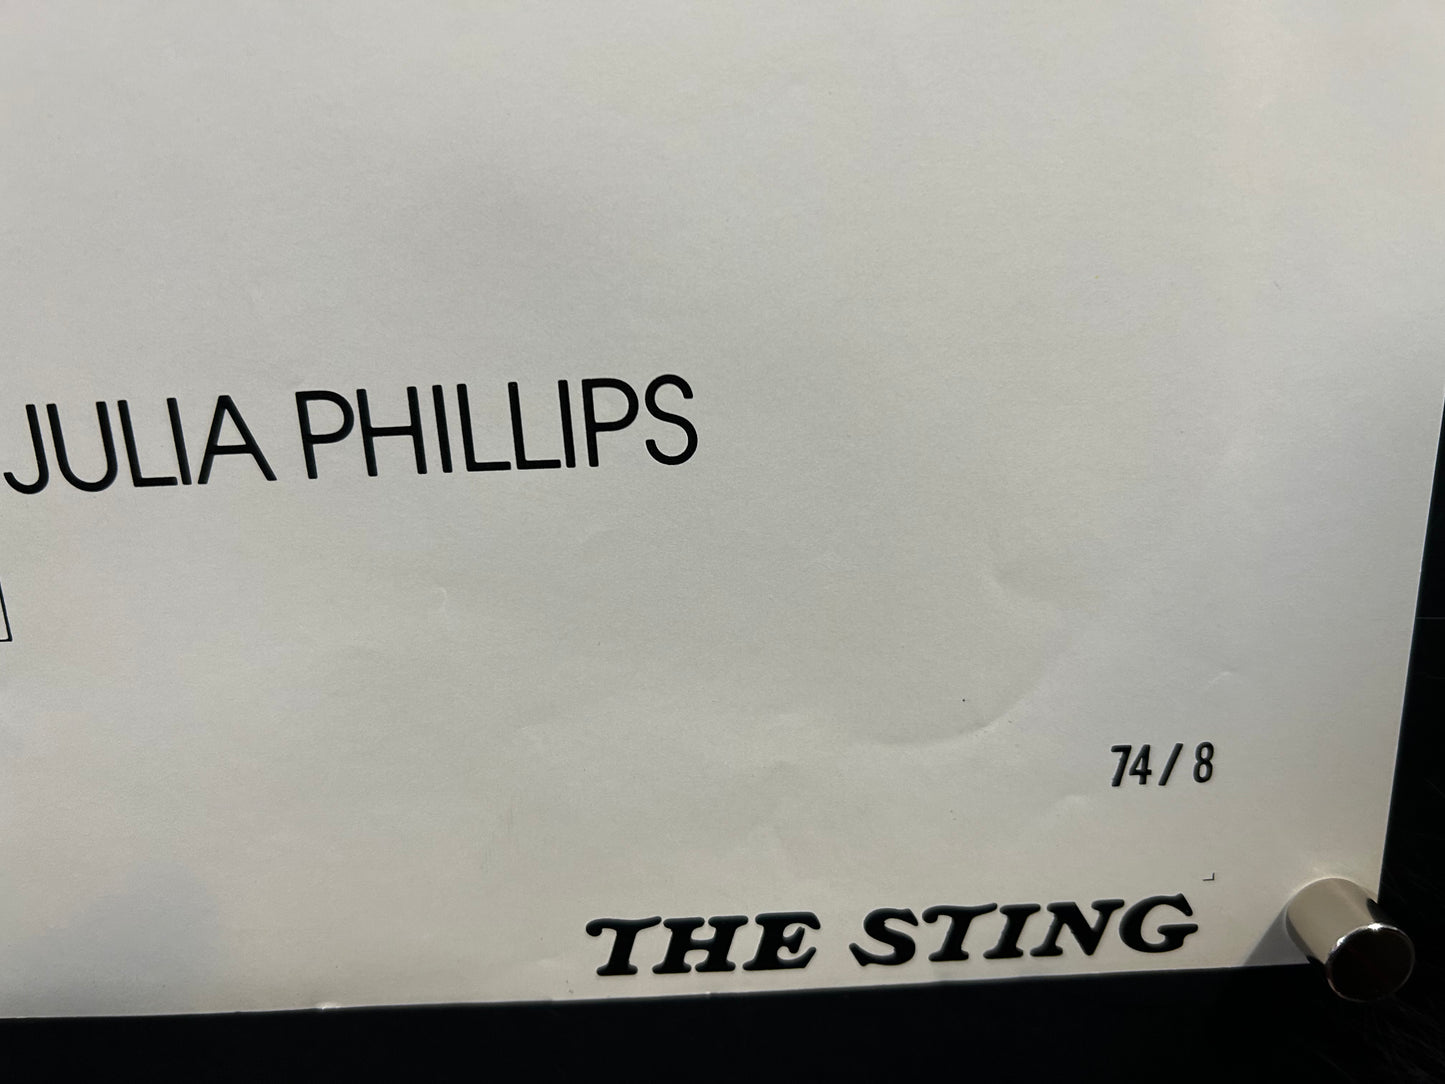 JULIA PHILLIPS
74/8
THE STING